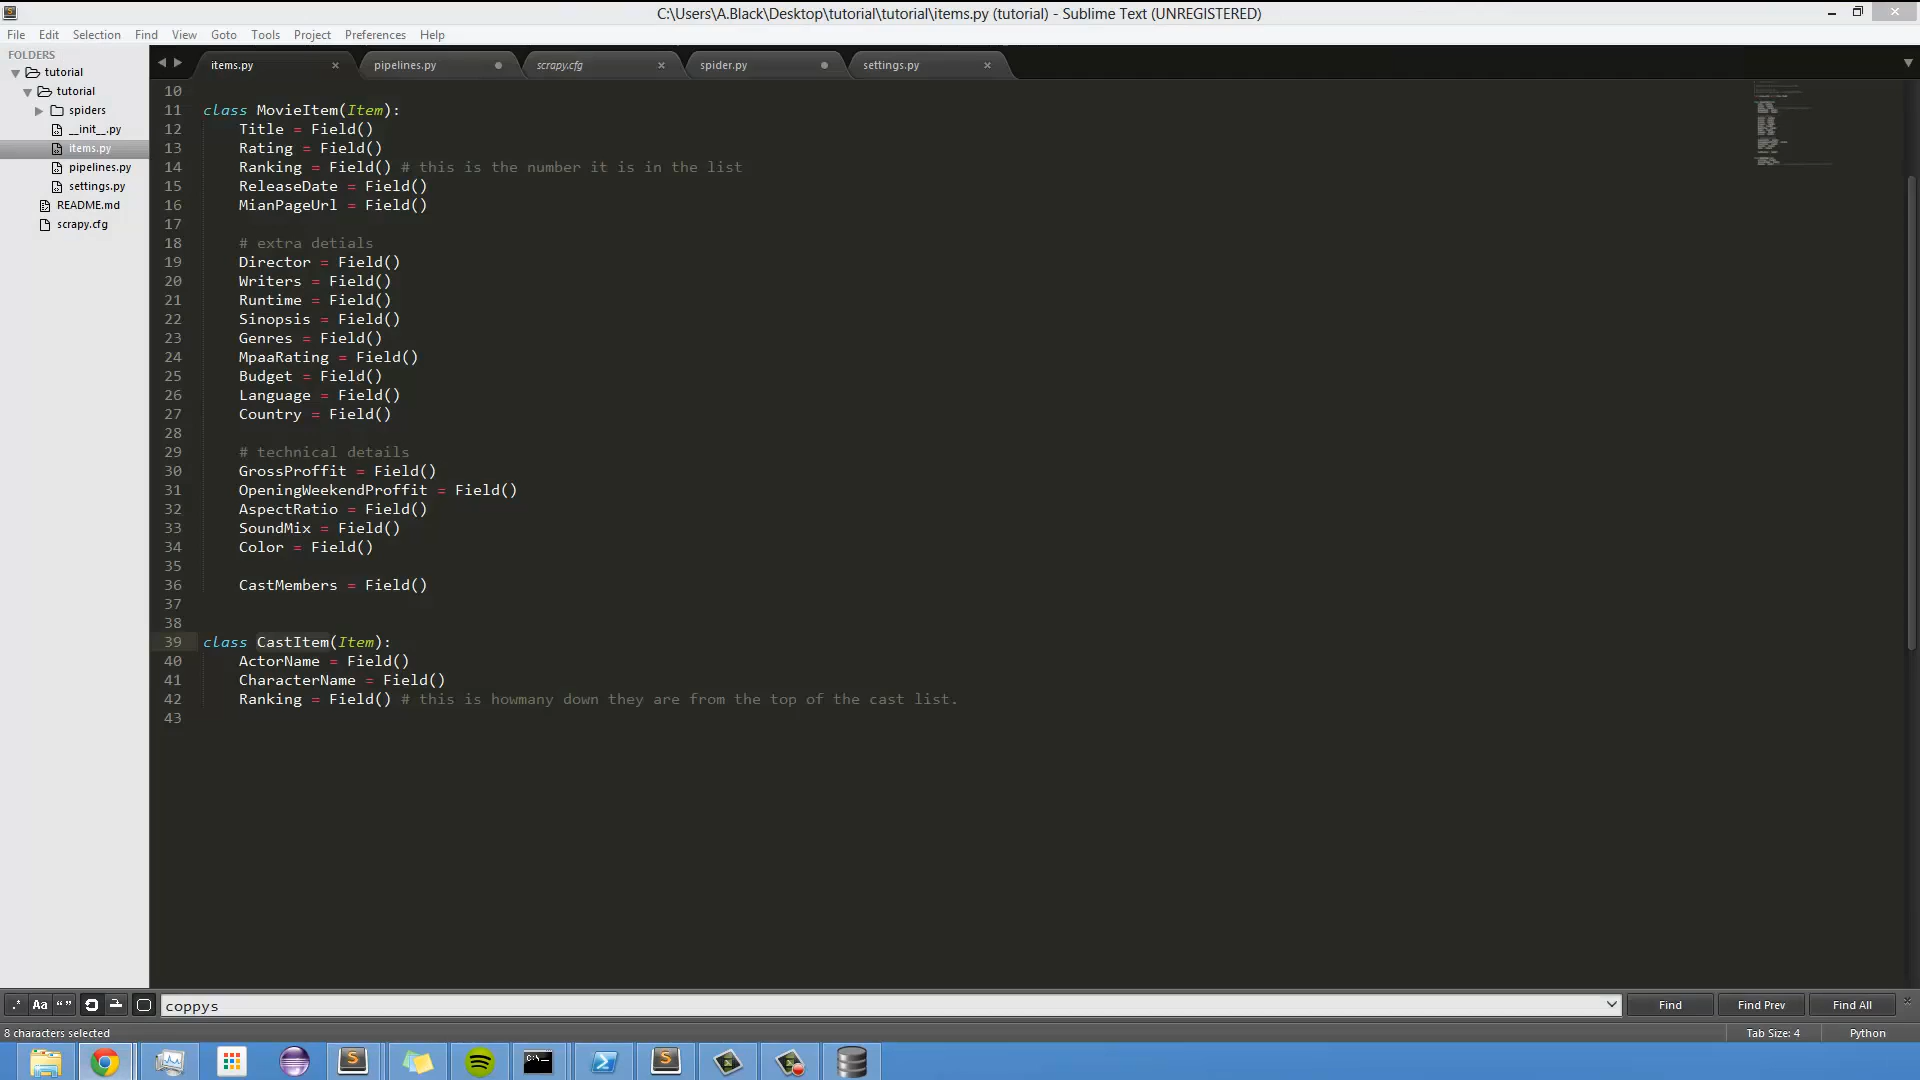 C:\Users\A.Black\Desktop\tutorial\tutorial\items.py (tutorial) - Sublime Text (UNREGISTERED)
File Edit Selection Find View Goto Tools Project Preferences Help
FOLDERS
tutorial
tutorial
spiders
__init__.py
items.py
pipelines.py
settings.py
README.md
scrapy.cfg
items.py pipelines.py scrapy.cfg spider.py settings.py
10
11 class MovieItem(Item):
12 Title = Field()
13 Rating = Field()
14 Ranking = Field() # this is the number it is in the list
15 ReleaseDate = Field()
16 MianPageUrl = Field()
17
18 # extra detials
19 Director = Field()
20 Writers = Field()
21 Runtime = Field()
22 Sinopsis = Field()
23 Genres = Field()
24 MpaaRating = Field()
25 Budget = Field()
26 Language = Field()
27 Country = Field()
28
29 # technical details
30 GrossProffit = Field()
31 OpeningWeekendProffit = Field()
32 AspectRatio = Field()
33 SoundMix = Field()
34 Color = Field()
35
36 CastMembers = Field()
37
38
39 class CastItem(Item):
40 ActorName = Field()
41 CharacterName = Field()
42 Ranking = Field() # this is howmany down they are from the top of the cast list.
43
.* Aa “” coppys Find Find Prev Find All
8 characters selected Tab Size: 4 Python